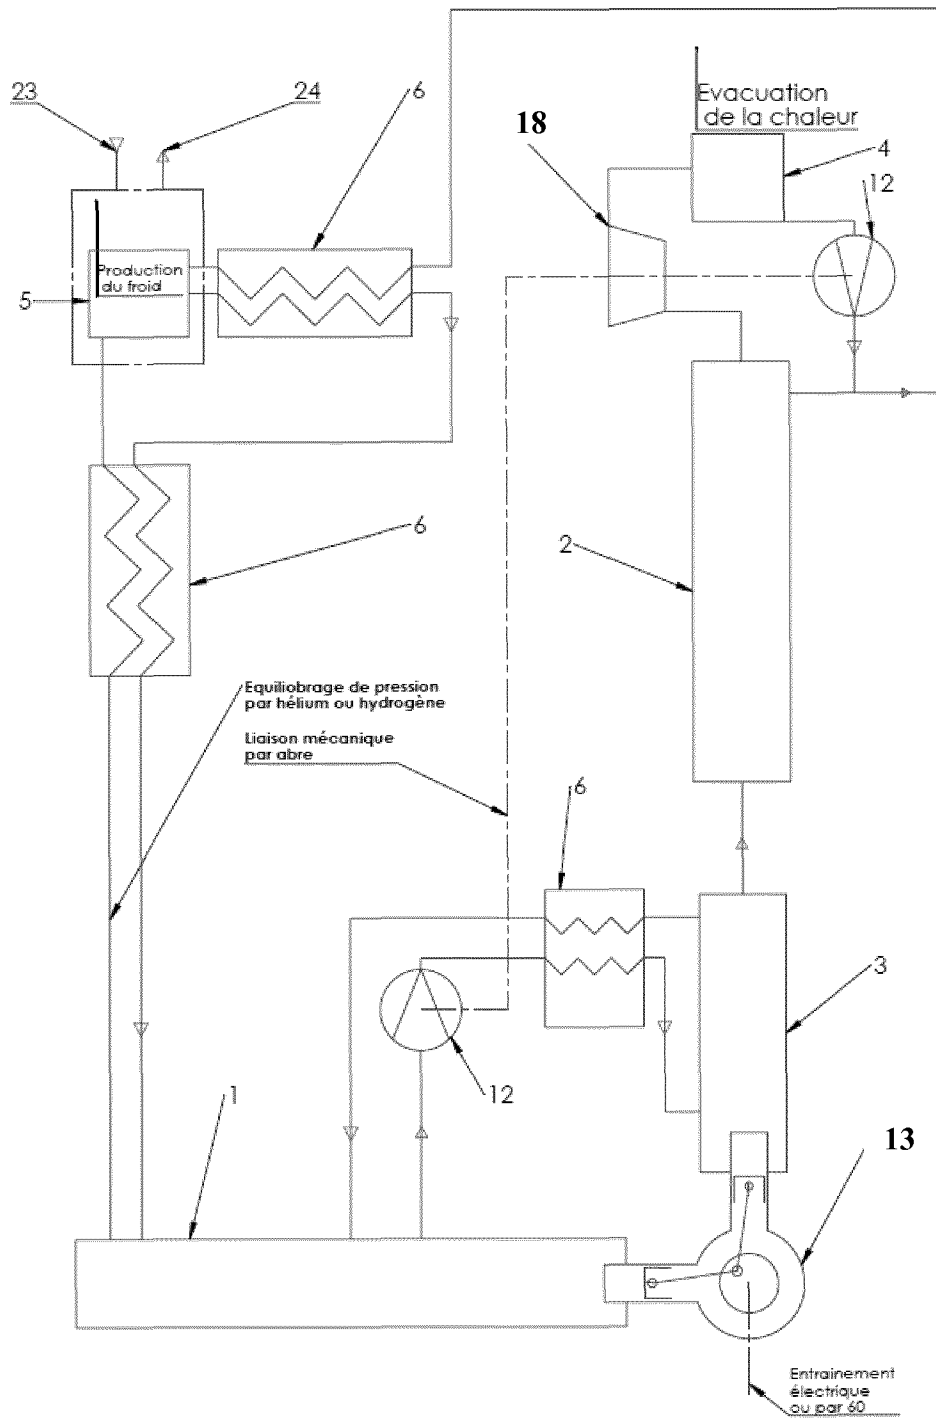 23
24
6
Evacuation
de la chaleur
18
4
12
Production
du froid
5
6
2
Equiliobrage de pression
par hélium ou hydrogène
Liaison mécanique
par abre
6
3
12
1
13
Entrainement
électrique
ou par 60